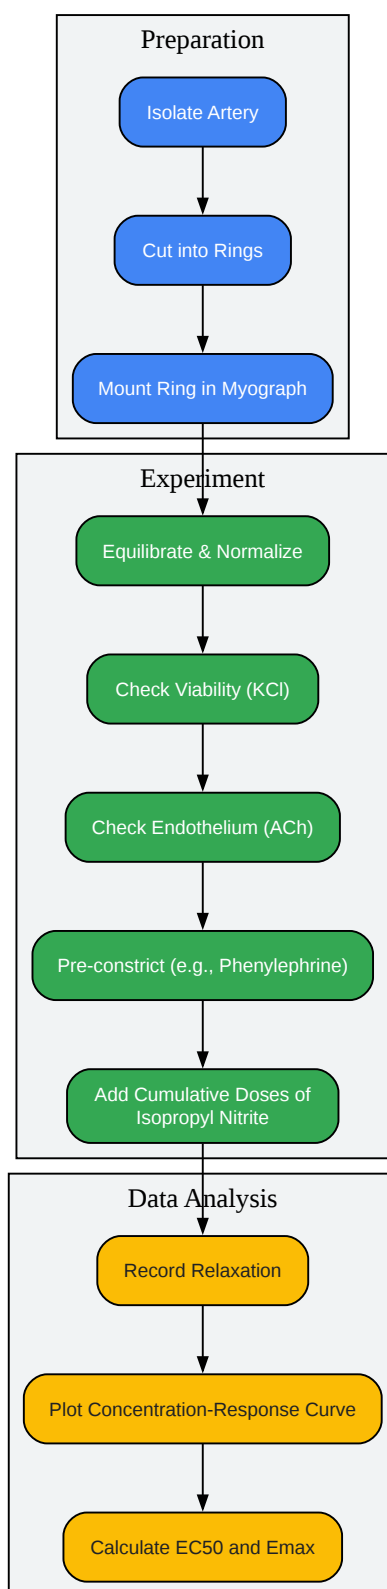 Preparation
Isolate Artery
Cut into Rings
Mount Ring in Myograph
Experiment
Equilibrate & Normalize
Check Viability (KCl)
Check Endothelium (ACh)
Pre-constrict (e.g., Phenylephrine)
Add Cumulative Doses of
Isopropyl Nitrite
Data Analysis
Record Relaxation
Plot Concentration-Response Curve
Calculate EC50 and Emax